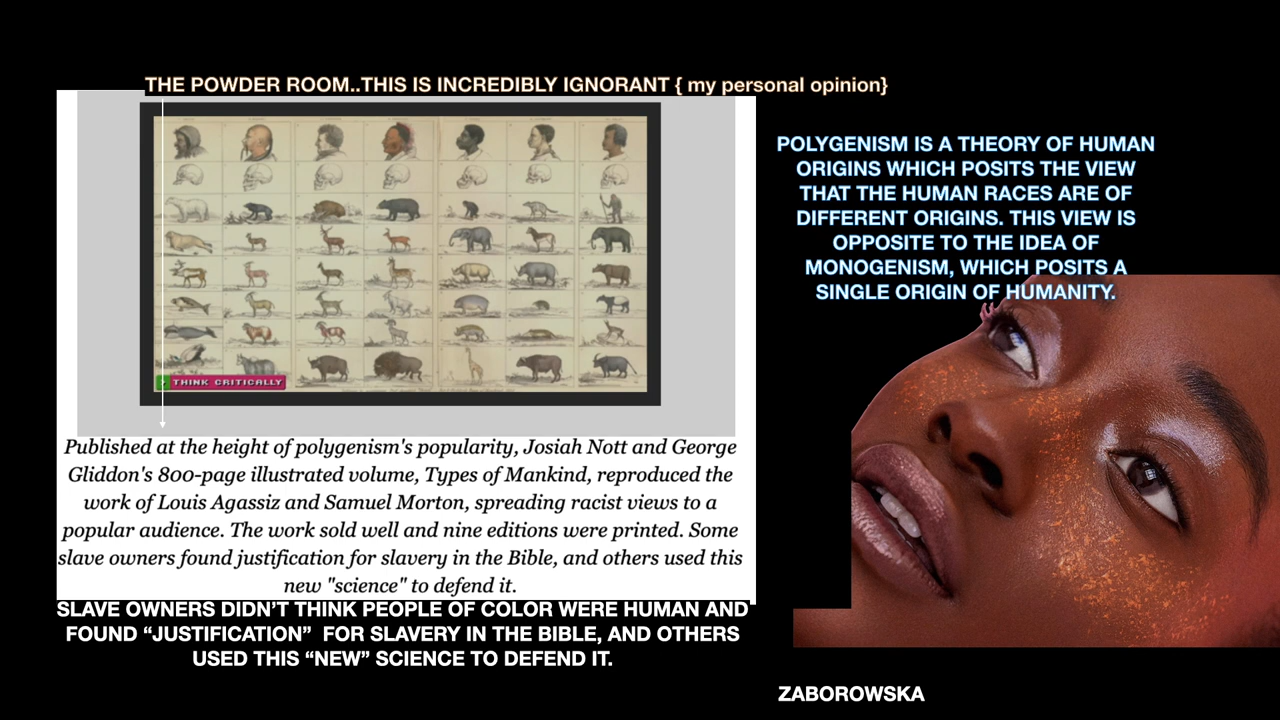 THE POWDER ROOM..THIS IS INCREDIBLY IGNORANT { my personal opinion}
THINK CRITICALLY
Published at the height of polygenism's popularity, Josiah Nott and George
Gliddon's 800-page illustrated volume, Types of Mankind, reproduced the
work of Louis Agassiz and Samuel Morton, spreading racist views to a
popular audience. The work sold well and nine editions were printed. Some
slave owners found justification for slavery in the Bible, and others used this
new "science" to defend it.
SLAVE OWNERS DIDN’T THINK PEOPLE OF COLOR WERE HUMAN AND
FOUND “JUSTIFICATION” FOR SLAVERY IN THE BIBLE, AND OTHERS
USED THIS “NEW” SCIENCE TO DEFEND IT.
POLYGENISM IS A THEORY OF HUMAN
ORIGINS WHICH POSITS THE VIEW
THAT THE HUMAN RACES ARE OF
DIFFERENT ORIGINS. THIS VIEW IS
OPPOSITE TO THE IDEA OF
MONOGENISM, WHICH POSITS A
SINGLE ORIGIN OF HUMANITY.
ZABOROWSKA